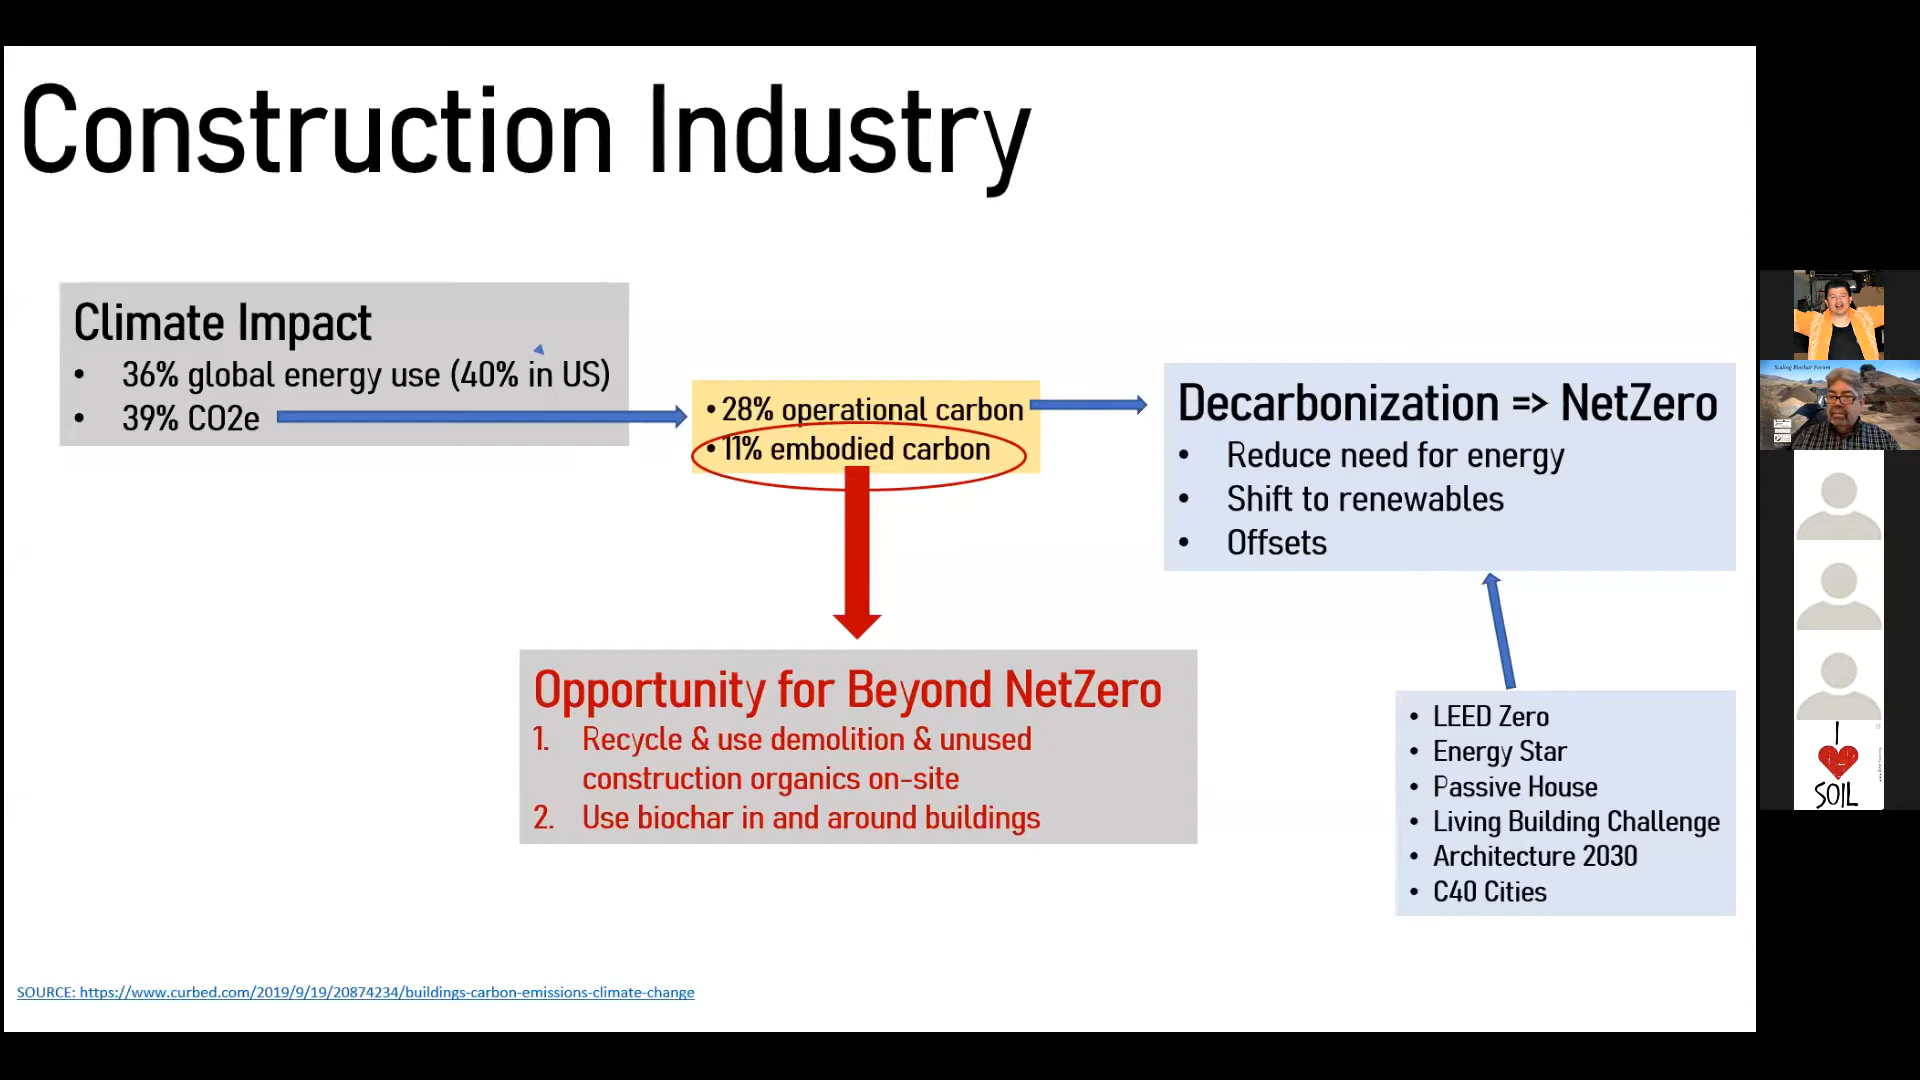 Construction Industry
Climate Impact
• 36% global energy use (40% in US)
• 39% CO2e
• 28% operational carbon
• 11% embodied carbon
Decarbonization => NetZero
• Reduce need for energy
• Shift to renewables
• Offsets
Opportunity for Beyond NetZero
1. Recycle & use demolition & unused
construction organics on-site
2. Use biochar in and around buildings
• LEED Zero
• Energy Star
• Passive House
• Living Building Challenge
• Architecture 2030
• C40 Cities
SOURCE: https://www.curbed.com/2019/9/19/20874234/buildings-carbon-emissions-climate-change
Scaling Biochar Forum
I
SOIL